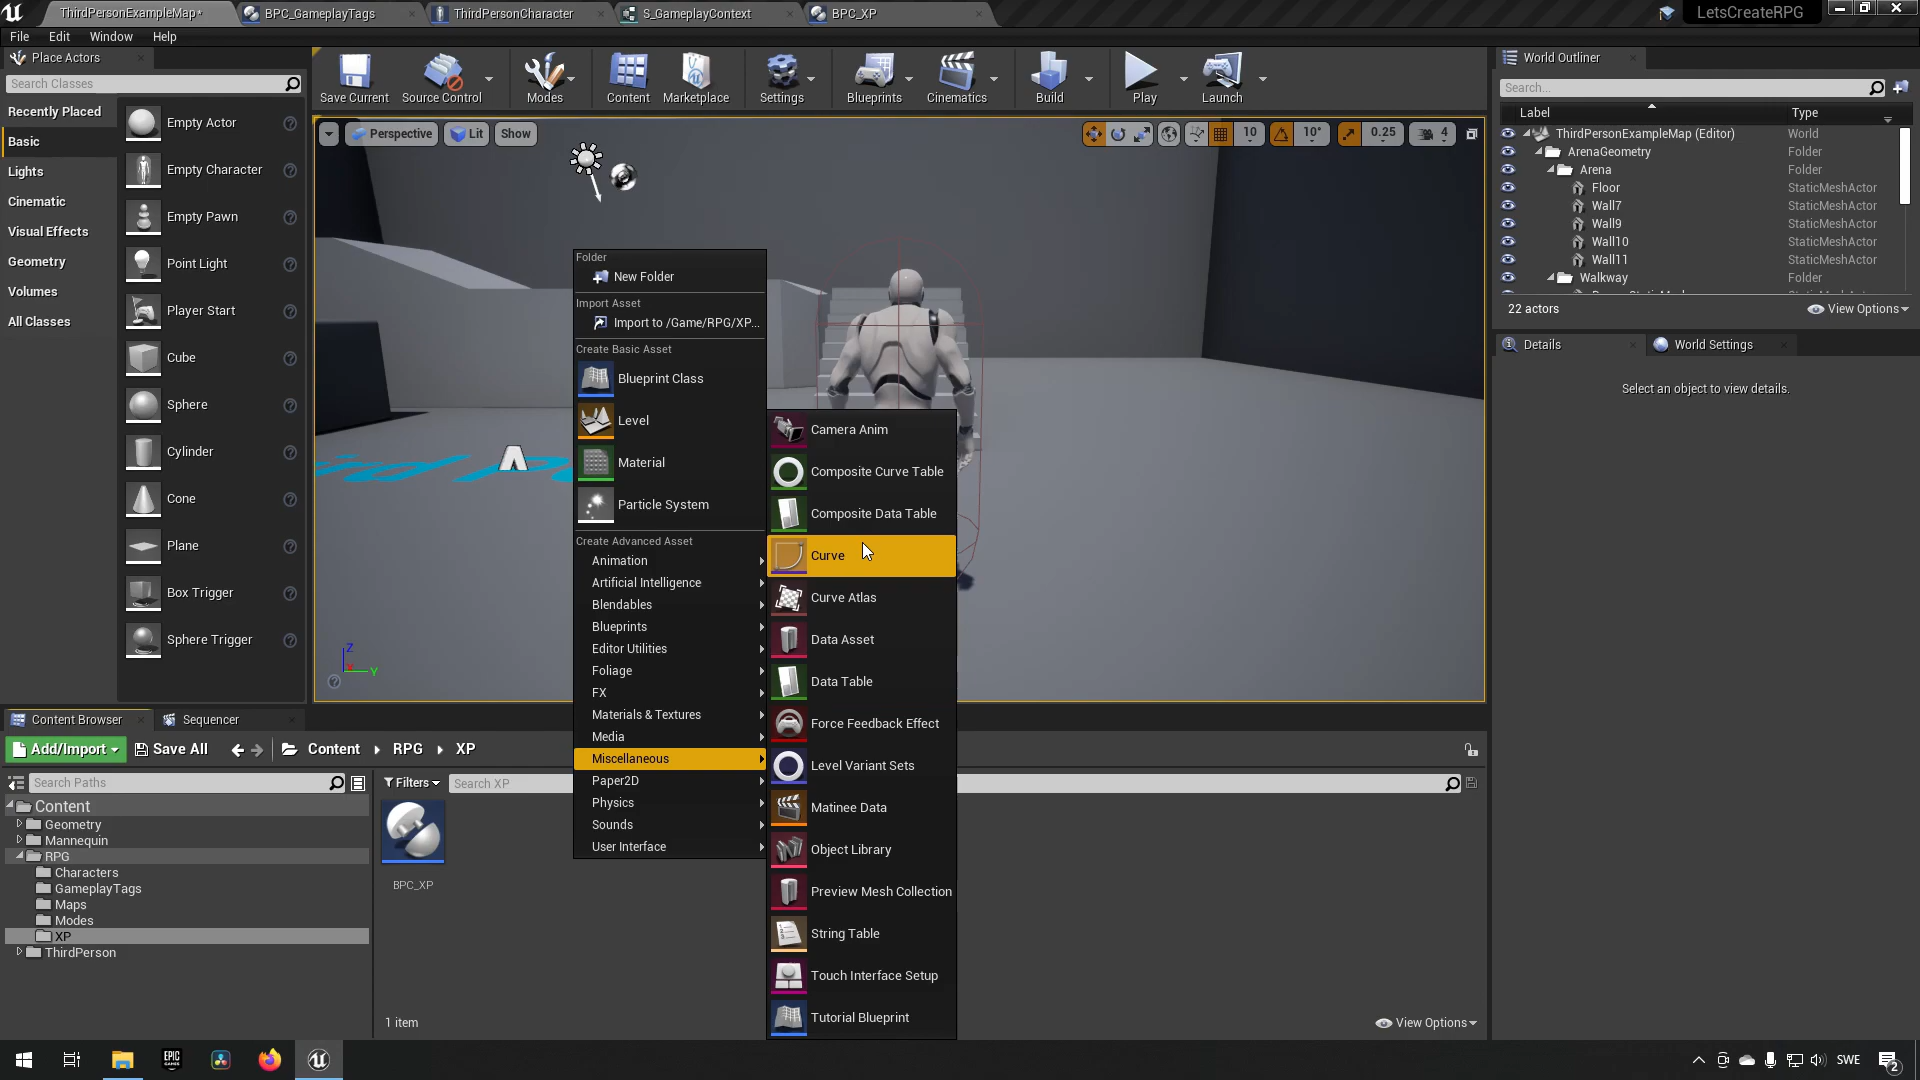 ThirdPersonExampleMap*
BPC_GameplayTags
ThirdPersonCharacter
S_GameplayContext
BPC_XP
LetsCreateRPG
File
Edit
Window
Help
Place Actors
Search Classes
Recently Placed
Basic
Lights
Cinematic
Visual Effects
Geometry
Volumes
All Classes
Empty Actor
Empty Character
Empty Pawn
Point Light
Player Start
Cube
Sphere
Cylinder
Cone
Plane
Box Trigger
Sphere Trigger
Save Current
Source Control
Modes
Content
Marketplace
Settings
Blueprints
Cinematics
Build
Play
Launch
Perspective
Lit
Show
10
10°
0.25
4
Z
X
Y
Folder
New Folder
Import Asset
Import to /Game/RPG/XP...
Create Basic Asset
Blueprint Class
Level
Material
Particle System
Create Advanced Asset
Animation
Artificial Intelligence
Blendables
Blueprints
Editor Utilities
Foliage
FX
Materials & Textures
Media
Miscellaneous
Paper2D
Physics
Sounds
User Interface
Camera Anim
Composite Curve Table
Composite Data Table
Curve
Curve Atlas
Data Asset
Data Table
Force Feedback Effect
Level Variant Sets
Matinee Data
Object Library
Preview Mesh Collection
String Table
Touch Interface Setup
Tutorial Blueprint
World Outliner
Search...
Label
Type
ThirdPersonExampleMap (Editor)
World
ArenaGeometry
Folder
Arena
Folder
Floor
StaticMeshActor
Wall7
StaticMeshActor
Wall9
StaticMeshActor
Wall10
StaticMeshActor
Wall11
StaticMeshActor
Walkway
Folder
22 actors
View Options
Details
World Settings
Select an object to view details.
Content Browser
Sequencer
Add/Import
Save All
Content
RPG
XP
Search Paths
Filters
Search XP
Content
Geometry
Mannequin
RPG
Characters
GameplayTags
Maps
Modes
XP
ThirdPerson
BPC_XP
1 item
View Options
EPIC
GAMES
SWE
2